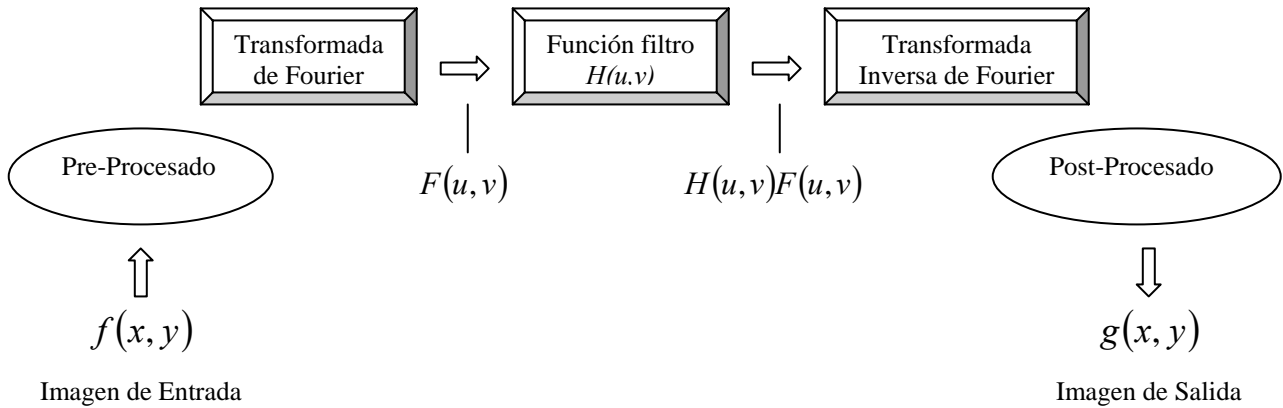 Transformada
de Fourier
Función filtro
H(u,v)
Transformada
Inversa de Fourier
Pre-Procesado
F(u,v)
H(u,v)F(u,v)
Post-Procesado
f(x,y)
g(x,y)
Imagen de Entrada
Imagen de Salida